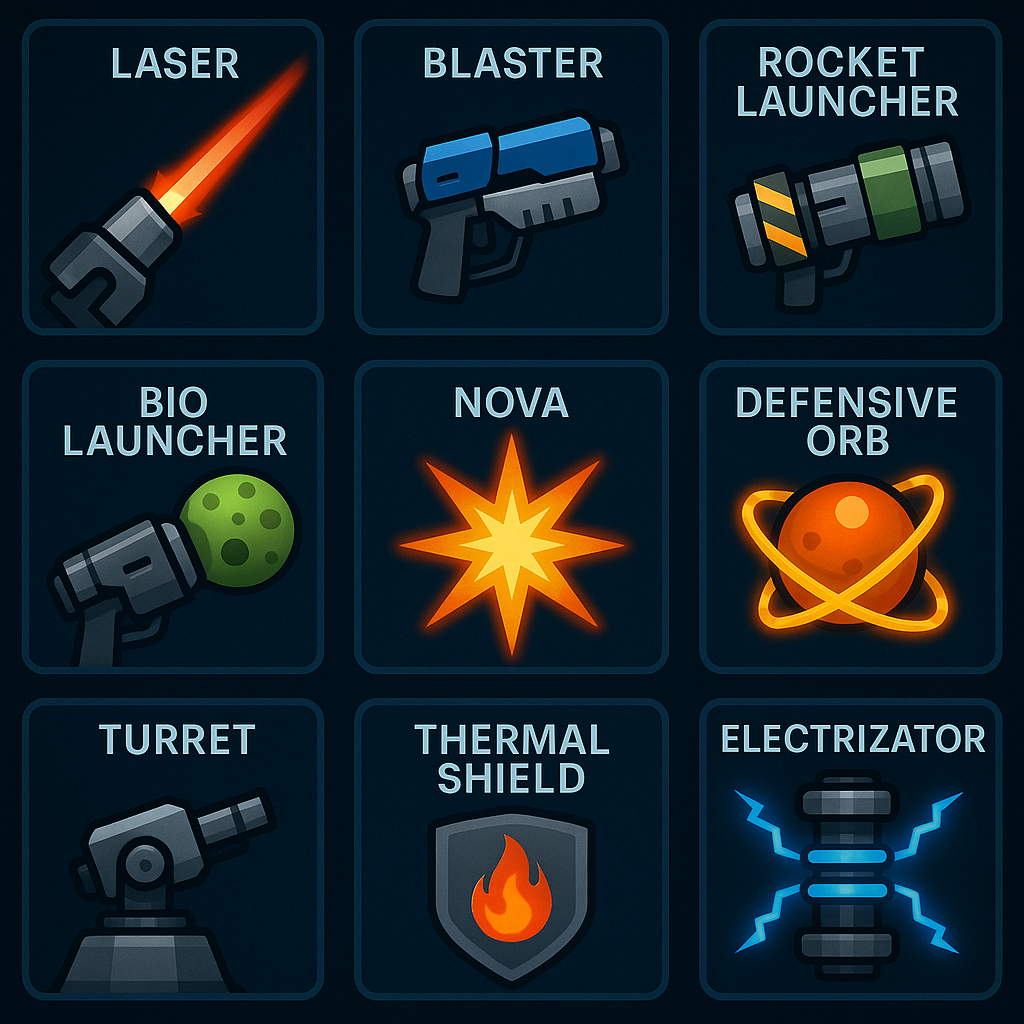 LASER
BLASTER
ROCKET
LAUNCHER
BIO
LAUNCHER
NOVA
DEFENSIVE
ORB
TURRET
THERMAL
SHIELD
ELECTRIZATOR